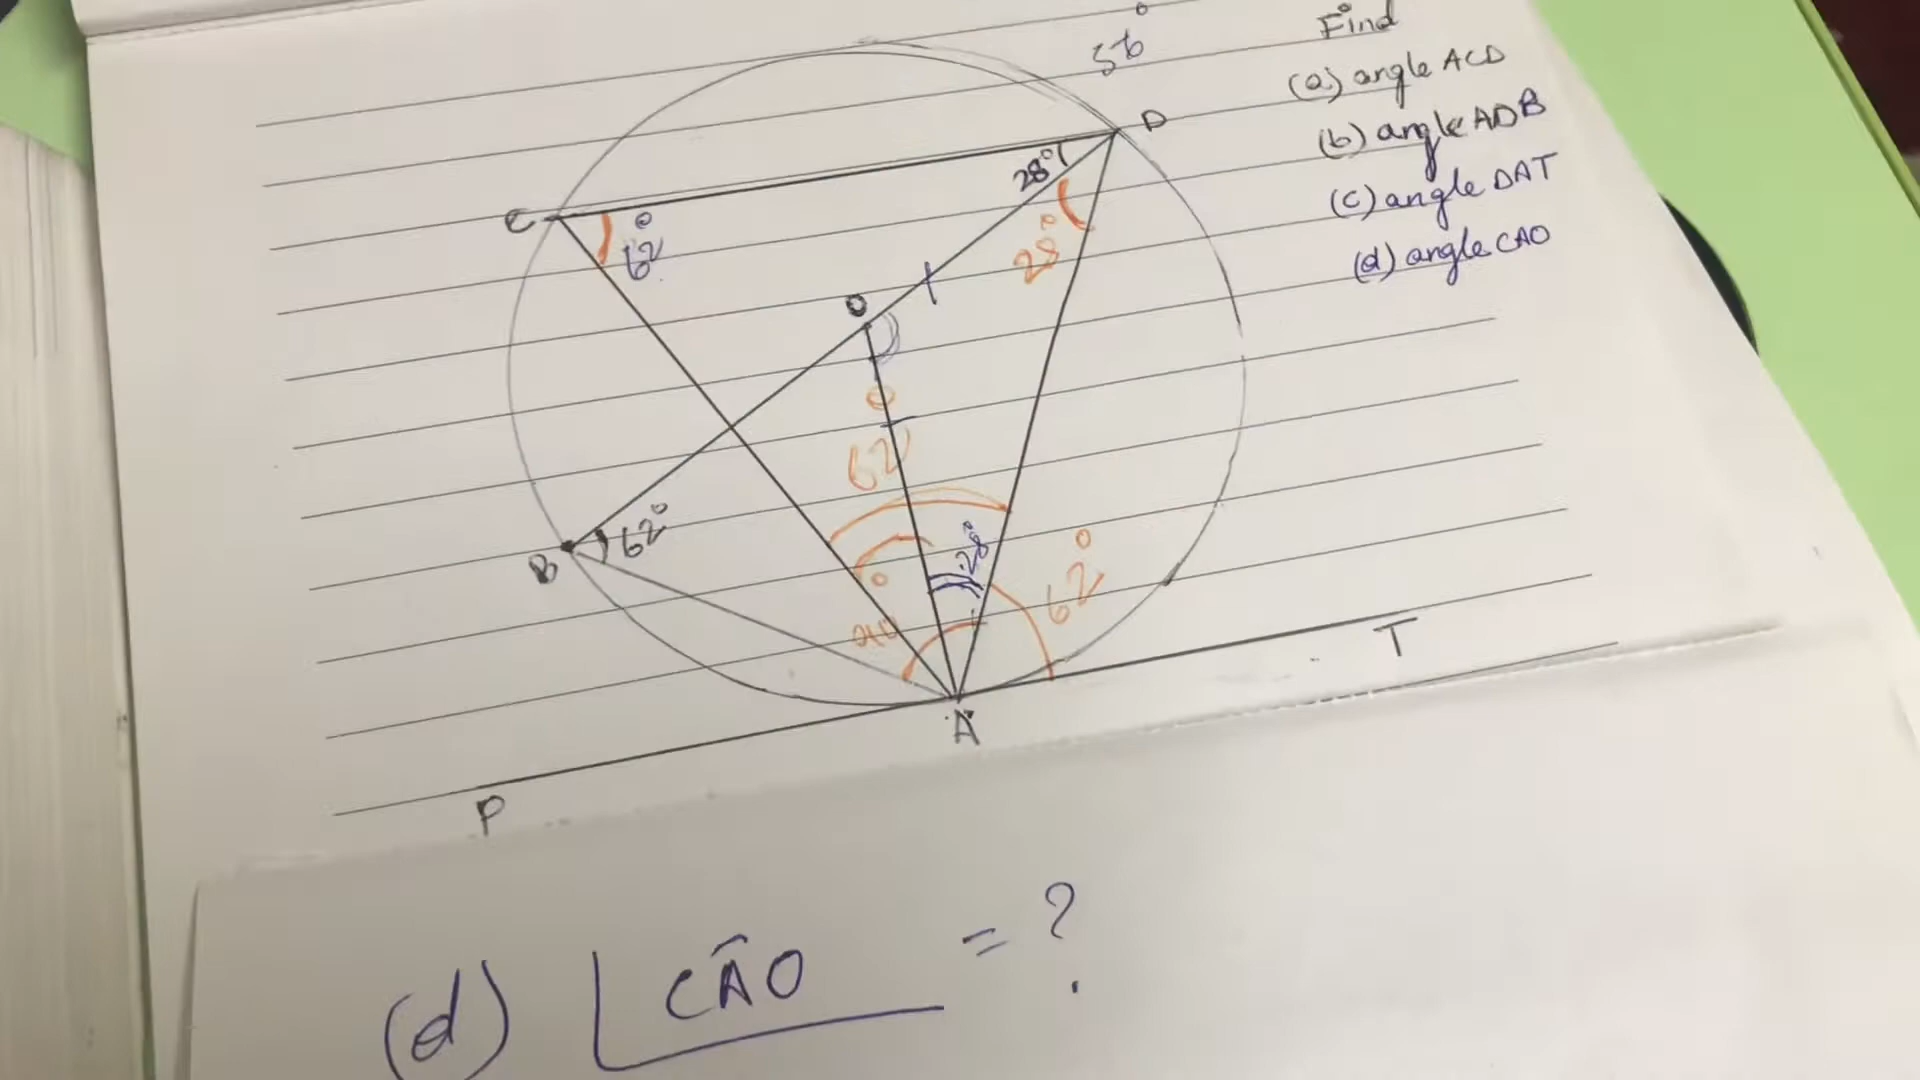 56°
Find
(a) angle ACD
(b) angle ADB
(c) angle DAT
(d) angle CAO
D
28°
C
62°
28°
O
62
28°
B
62°
62°
T
A
P
(d) CÂO = ?